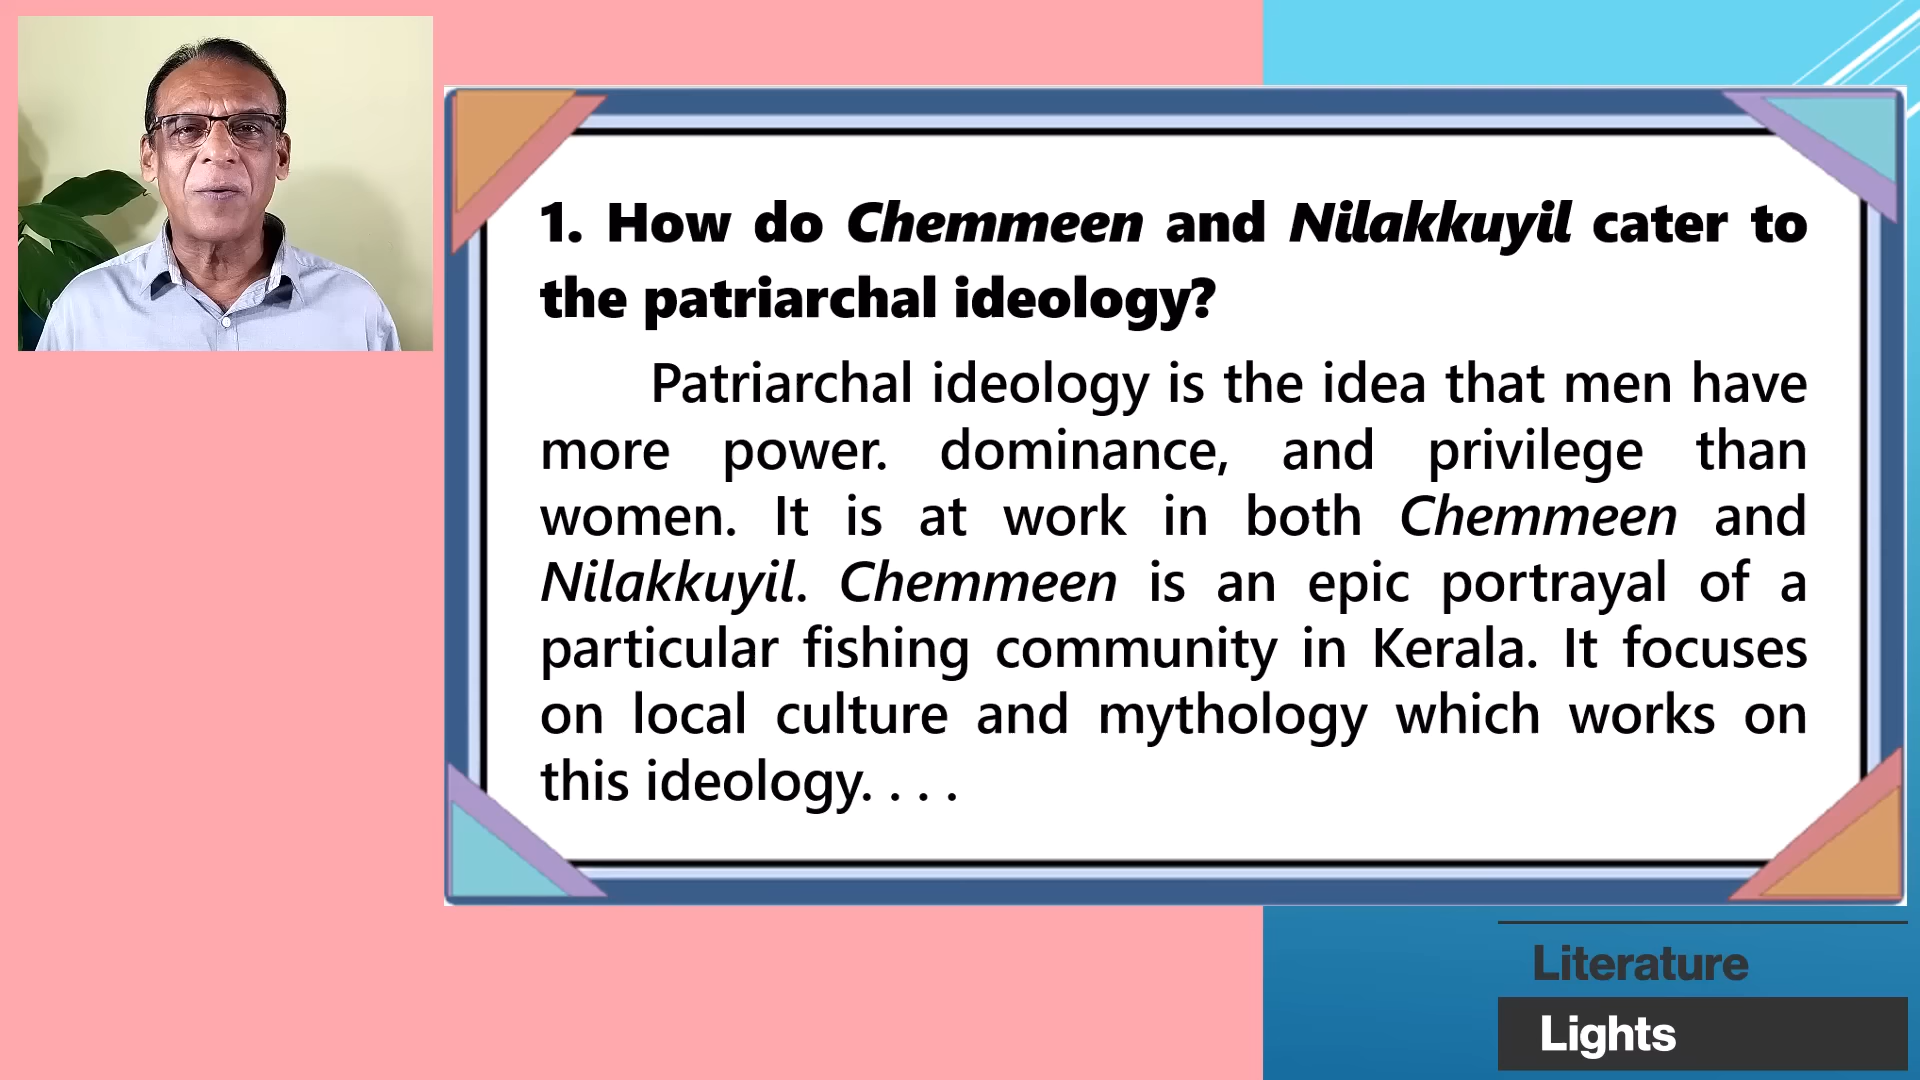 1. How do Chemmeen and Nilakkuyil cater to
the patriarchal ideology?
Patriarchal ideology is the idea that men have
more power. dominance, and privilege than
women. It is at work in both Chemmeen and
Nilakkuyil. Chemmeen is an epic portrayal of a
particular fishing community in Kerala. It focuses
on local culture and mythology which works on
this ideology. . . .
Literature
Lights